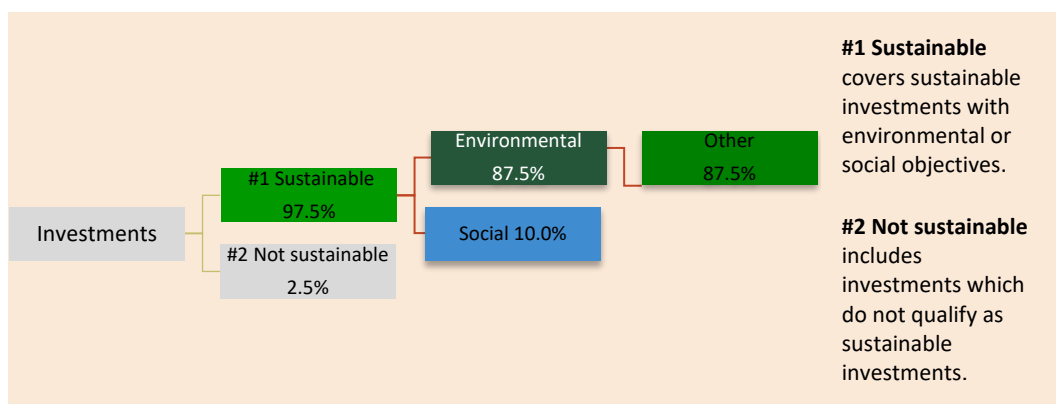 Investments
#1 Sustainable
97.5%
#2 Not sustainable
2.5%
Environmental
87.5%
Social 10.0%
Other
87.5%
#1 Sustainable
covers sustainable
investments with
environmental or
social objectives.
#2 Not sustainable
includes
investments which
do not qualify as
sustainable
investments.